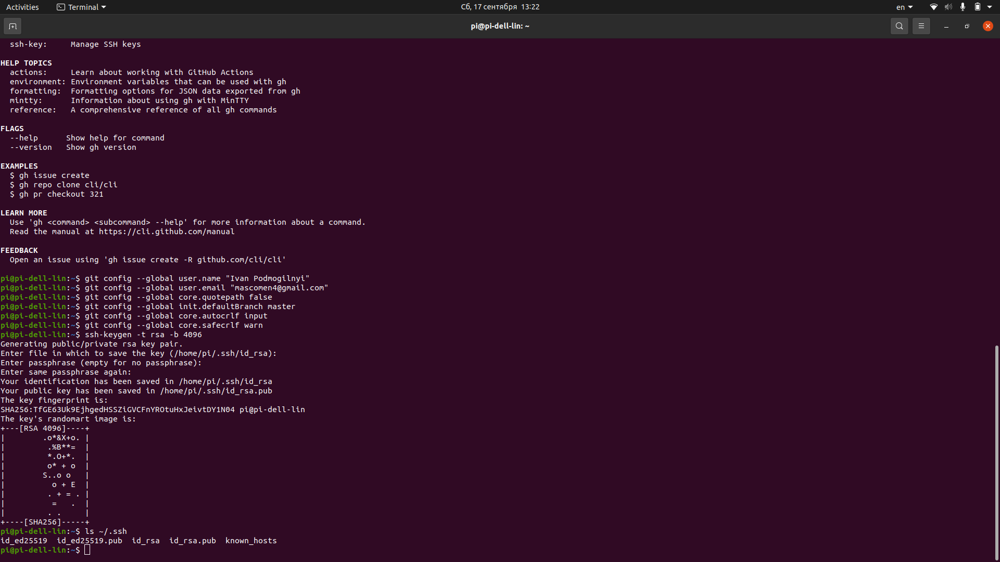 Activities Terminal Сб, 17 сентября 13:22 en
pi@pi-dell-lin: ~
ssh-key:     Manage SSH keys
HELP TOPICS
actions:     Learn about working with GitHub Actions
environment: Environment variables that can be used with gh
formatting:  Formatting options for JSON data exported from gh
mintty:      Information about using gh with MinTTY
reference:   A comprehensive reference of all gh commands
FLAGS
--help      Show help for command
--version   Show gh version
EXAMPLES
$ gh issue create
$ gh repo clone cli/cli
$ gh pr checkout 321
LEARN MORE
Use 'gh <command> <subcommand> --help' for more information about a command.
Read the manual at https://cli.github.com/manual
FEEDBACK
Open an issue using 'gh issue create -R github.com/cli/cli'
pi@pi-dell-lin:~$ git config --global user.name "Ivan Podmogilnyi"
pi@pi-dell-lin:~$ git config --global user.email "mascomen4@gmail.com"
pi@pi-dell-lin:~$ git config --global core.quotepath false
pi@pi-dell-lin:~$ git config --global init.defaultBranch master
pi@pi-dell-lin:~$ git config --global core.autocrlf input
pi@pi-dell-lin:~$ git config --global core.safecrlf warn
pi@pi-dell-lin:~$ ssh-keygen -t rsa -b 4096
Generating public/private rsa key pair.
Enter file in which to save the key (/home/pi/.ssh/id_rsa):
Enter passphrase (empty for no passphrase):
Enter same passphrase again:
Your identification has been saved in /home/pi/.ssh/id_rsa
Your public key has been saved in /home/pi/.ssh/id_rsa.pub
The key fingerprint is:
SHA256:TfGE63Uk9EjhgedHSSZiGVCFnYROtuHxJeivtDY1N04 pi@pi-dell-lin
The key's randomart image is:
+---[RSA 4096]----+
|        .o*&X+o. |
|         .%B**=  |
|         *.O+*.  |
|         o* + o  |
|        S..o o   |
|          o + E  |
|         . + = . |
|          =   .  |
|         . .     |
+----[SHA256]-----+
pi@pi-dell-lin:~$ ls ~/.ssh
id_ed25519  id_ed25519.pub  id_rsa  id_rsa.pub  known_hosts
pi@pi-dell-lin:~$